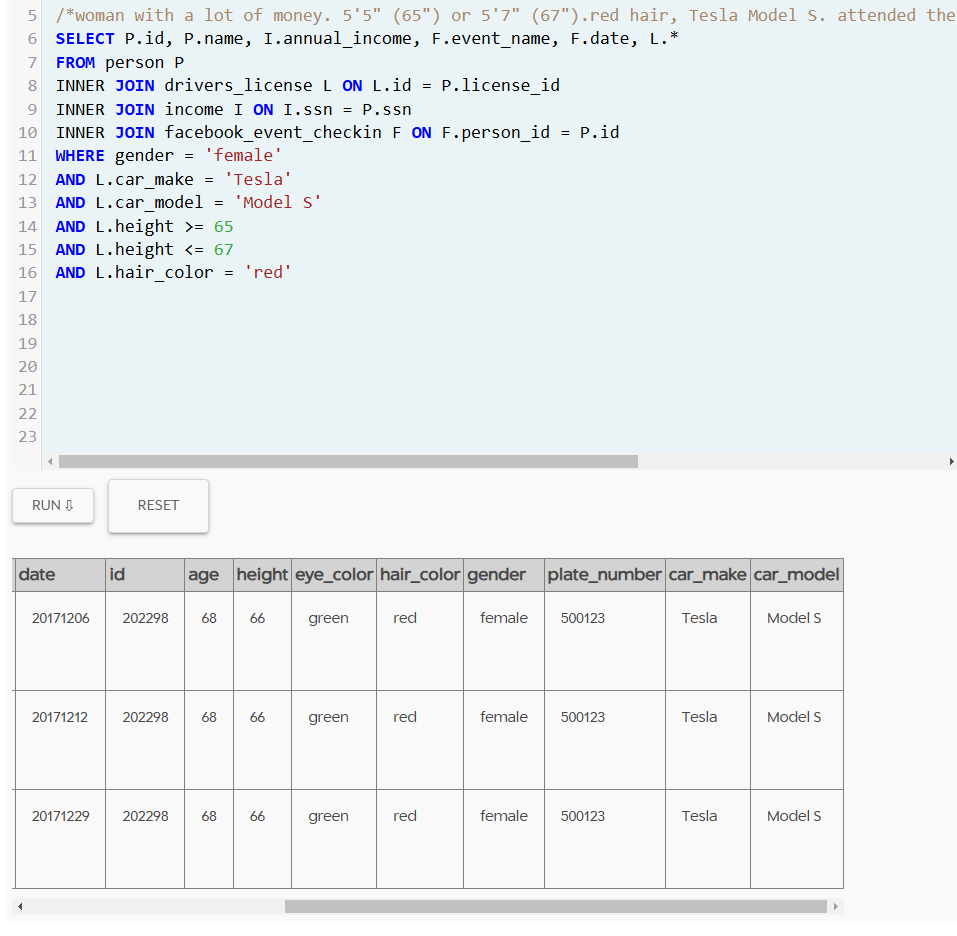 5 /*woman with a lot of money. 5'5" (65") or 5'7" (67").red hair, Tesla Model S. attended the
6 SELECT P.id, P.name, I.annual_income, F.event_name, F.date, L.*
7 FROM person P
8 INNER JOIN drivers_license L ON L.id = P.license_id
9 INNER JOIN income I ON I.ssn = P.ssn
10 INNER JOIN facebook_event_checkin F ON F.person_id = P.id
11 WHERE gender = 'female'
12 AND L.car_make = 'Tesla'
13 AND L.car_model = 'Model S'
14 AND L.height >= 65
15 AND L.height <= 67
16 AND L.hair_color = 'red'
17
18
19
20
21
22
23
RUN ⇩ RESET
date id age height eye_color hair_color gender plate_number car_make car_model
20171206 202298 68 66 green red female 500123 Tesla Model S
20171212 202298 68 66 green red female 500123 Tesla Model S
20171229 202298 68 66 green red female 500123 Tesla Model S